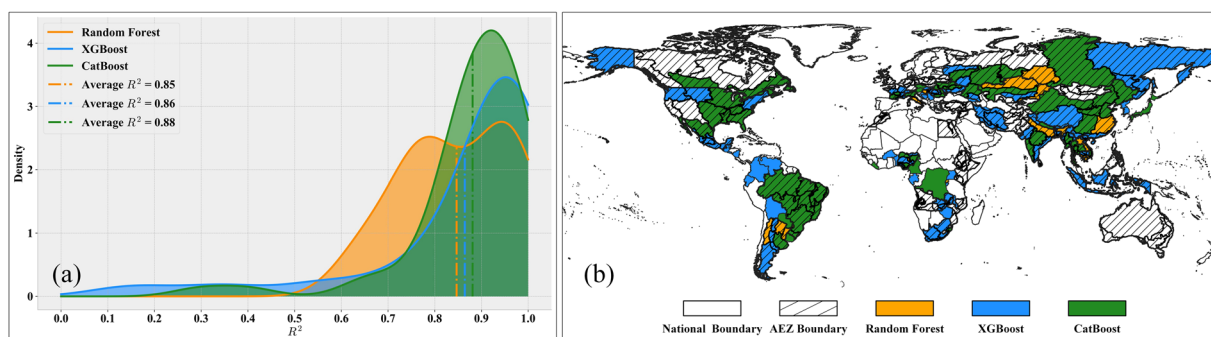 Random Forest
XGBoost
CatBoost
Average R² = 0.85
Average R² = 0.86
Average R² = 0.88
4
3
2
1
0
Density
0.0 0.1 0.2 0.3 0.4 0.5 0.6 0.7 0.8 0.9 1.0
R²
(a)
(b)
National Boundary AEZ Boundary Random Forest XGBoost CatBoost